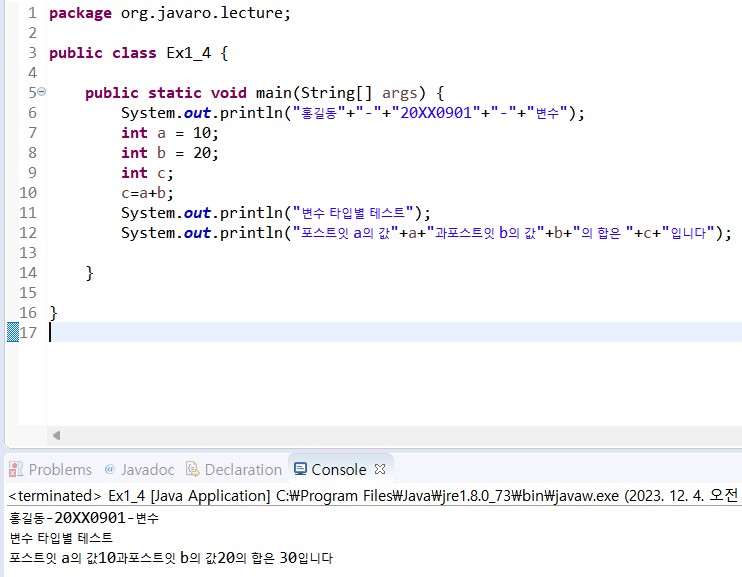 1 package org.javaro.lecture;
2
3 public class Ex1_4 {
4
5 public static void main(String[] args) {
6 System.out.println("홍길동"+"-"+"20XX0901"+"-"+"변수");
7 int a = 10;
8 int b = 20;
9 int c;
10 c=a+b;
11 System.out.println("변수 타입별 테스트");
12 System.out.println("포스트잇 a의 값"+a+"과포스트잇 b의 값"+b+"의 합은 "+c+"입니다");
13
14 }
15
16 }
17
Problems @ Javadoc Declaration Console
<terminated> Ex1_4 [Java Application] C:₩Program Files₩Java₩jre1.8.0_73₩bin₩javaw.exe (2023. 12. 4. 오전
홍길동-20XX0901-변수
변수 타입별 테스트
포스트잇 a의 값10과포스트잇 b의 값20의 합은 30입니다